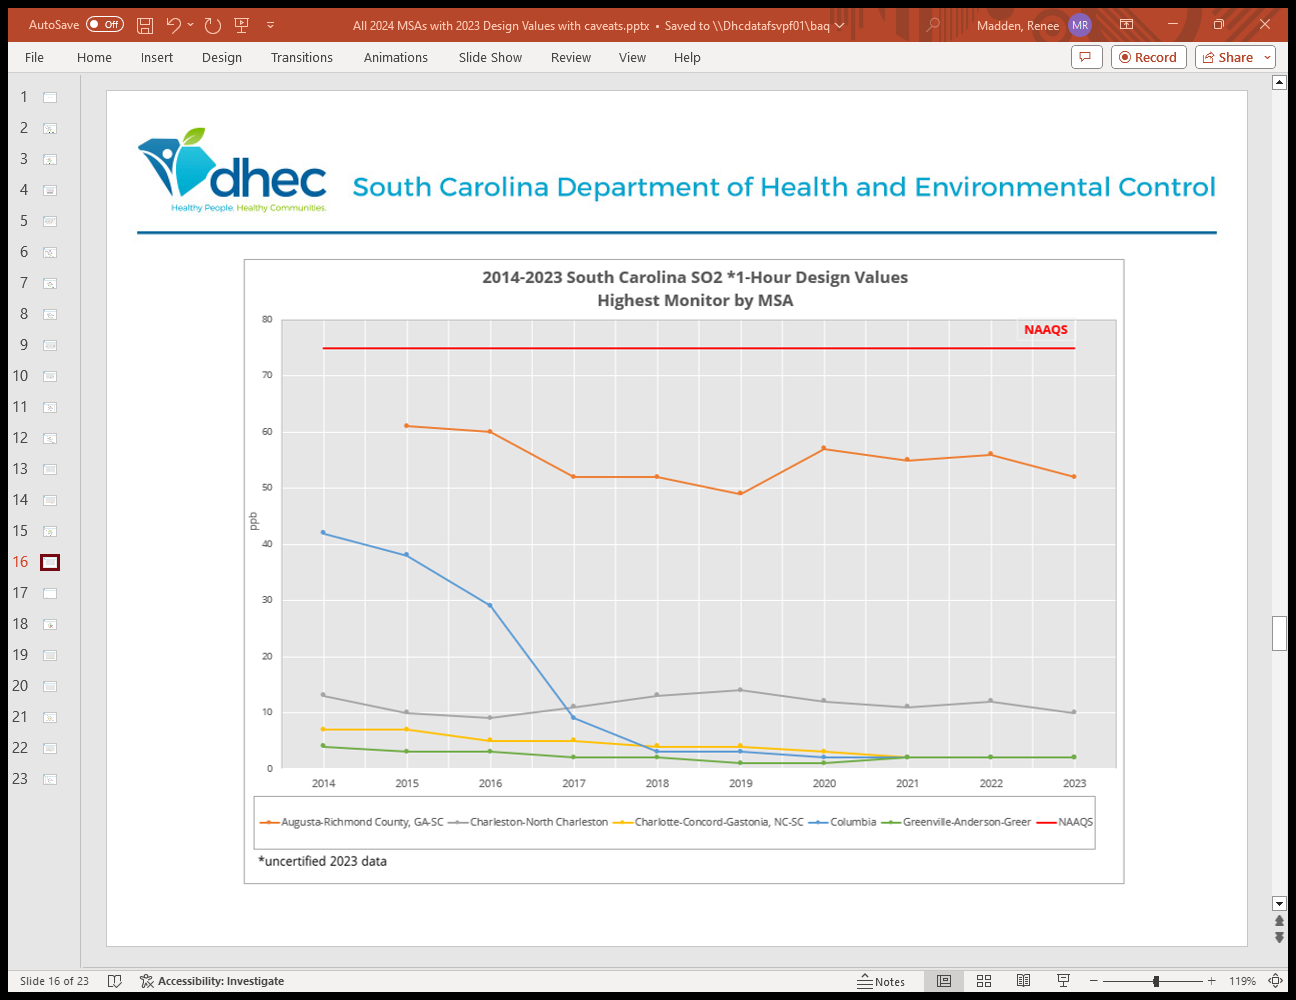 AutoSave Off All 2024 MSAs with 2023 Design Values with caveats.pptx • Saved to \\Dhcdatafsvpf01\baq Madden, Renee MR
File Home Insert Design Transitions Animations Slide Show Review View Help Record Share
1
2
3
4
5
6
7
8
9
10
11
12
13
14
15
16
17
18
19
20
21
22
23
dhec
Healthy People. Healthy Communities.
South Carolina Department of Health and Environmental Control
2014-2023 South Carolina SO2 *1-Hour Design Values
Highest Monitor by MSA
NAAQS
80
70
60
50
40
30
20
10
0
ppb
2014 2015 2016 2017 2018 2019 2020 2021 2022 2023
Augusta-Richmond County, GA-SC Charleston-North Charleston Charlotte-Concord-Gastonia, NC-SC Columbia Greenville-Anderson-Greer NAAQS
*uncertified 2023 data
Slide 16 of 23 Accessibility: Investigate Notes 119%